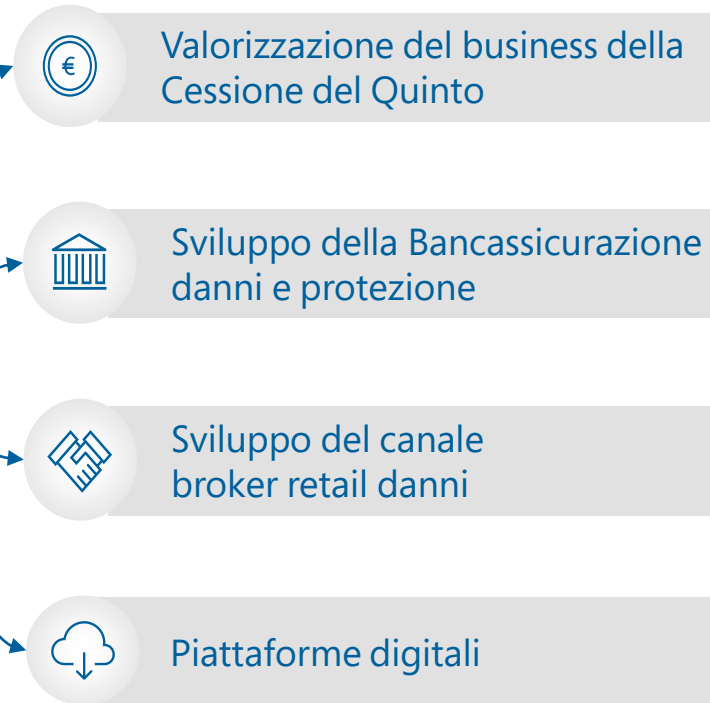 €
Valorizzazione del business della
Cessione del Quinto
Sviluppo della Bancassicurazione
danni e protezione
Sviluppo del canale
broker retail danni
Piattaforme digitali